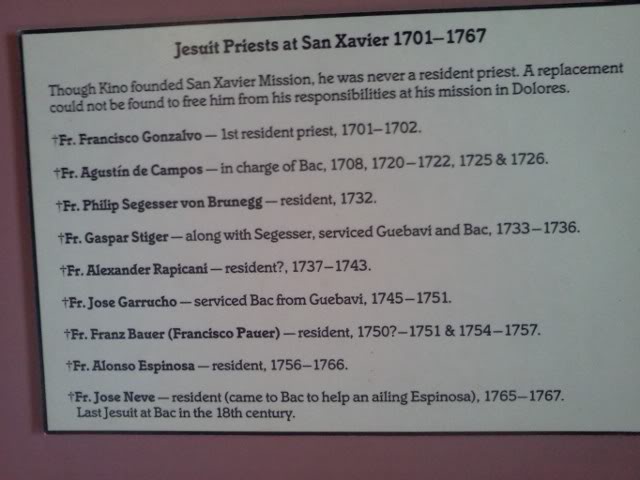 Jesuit Priests at San Xavier 1701–1767
Though Kino founded San Xavier Mission, he was never a resident priest. A replacement
could not be found to free him from his responsibilities at his mission in Dolores.
†Fr. Francisco Gonzalvo — 1st resident priest, 1701–1702.
†Fr. Agustín de Campos — in charge of Bac, 1708, 1720–1722, 1725 & 1726.
†Fr. Philip Segesser von Brunegg — resident, 1732.
†Fr. Gaspar Stiger — along with Segesser, serviced Guebavi and Bac, 1733–1736.
†Fr. Alexander Rapicani — resident?, 1737–1743.
†Fr. Jose Garrucho — serviced Bac from Guebavi, 1745–1751.
†Fr. Franz Bauer (Francisco Pauer) — resident, 1750?–1751 & 1754–1757.
†Fr. Alonso Espinosa — resident, 1756–1766.
†Fr. Jose Neve — resident (came to Bac to help an ailing Espinosa), 1765–1767.
Last Jesuit at Bac in the 18th century.